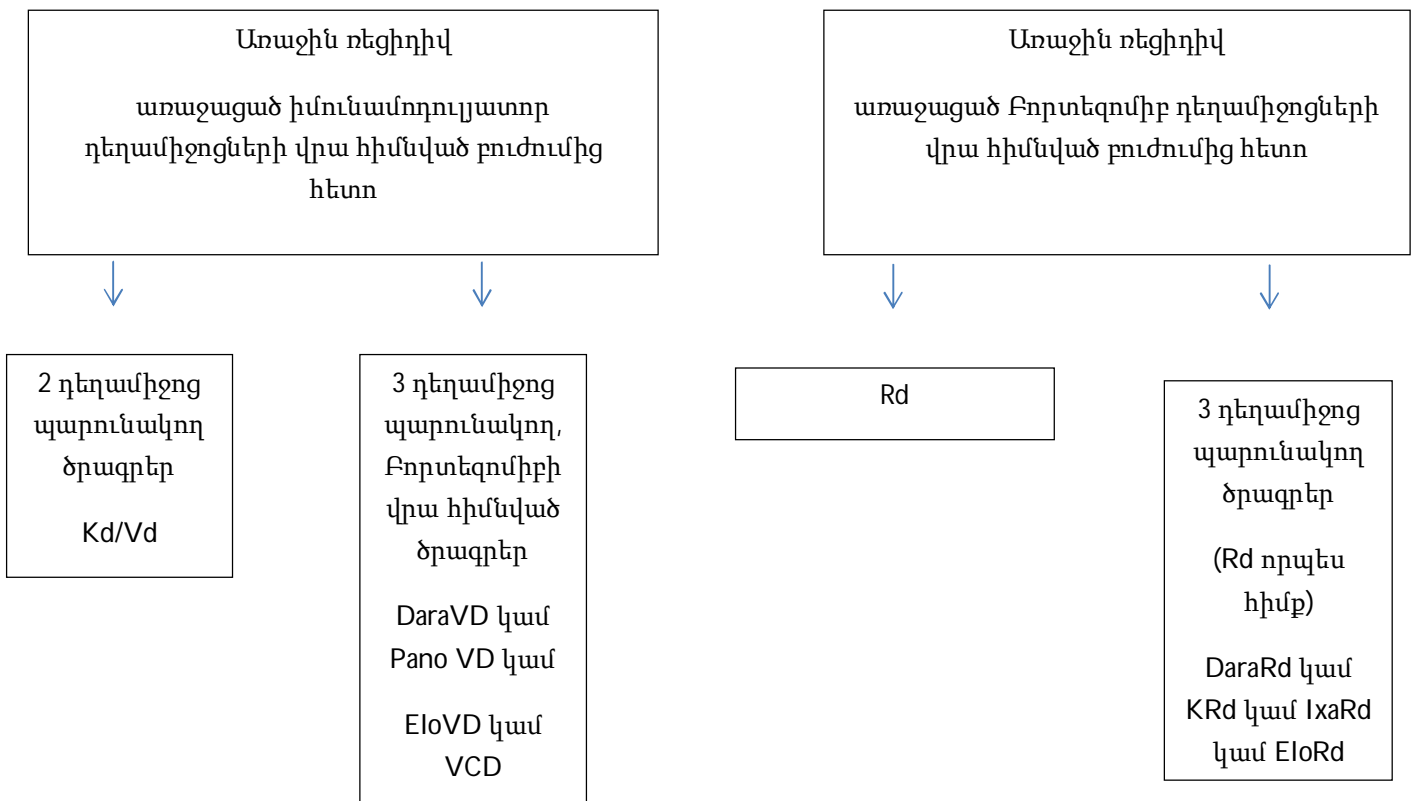 Առաջին ռեցիդիվ
առաջացած իմունամոդուլյատոր
դեղամիջոցների վրա հիմնված բուժումից
հետո
Առաջին ռեցիդիվ
առաջացած Բորտեզոմիբ դեղամիջոցների
վրա հիմնված բուժումից հետո
2 դեղամիջոց
պարունակող
ծրագրեր
Kd/Vd
3 դեղամիջոց
պարունակող,
Բորտեզոմիբի
վրա հիմնված
ծրագրեր
DaraVD կամ
Pano VD կամ
EloVD կամ
VCD
Rd
3 դեղամիջոց
պարունակող
ծրագրեր
(Rd որպես
հիմք)
DaraRd կամ
KRd կամ IxaRd
կամ EloRd